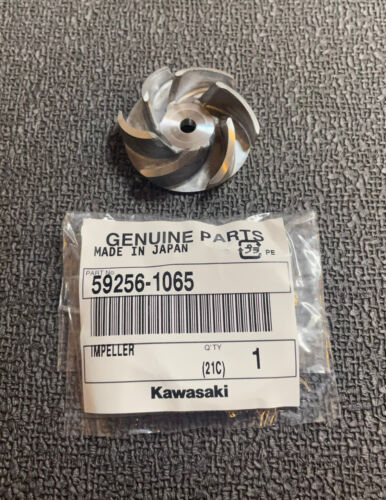 GENUINE PARTS
MADE IN JAPAN
PE
PART No.
59256-1065
IMPELLER
Q'TY
(21C) 1
Kawasaki